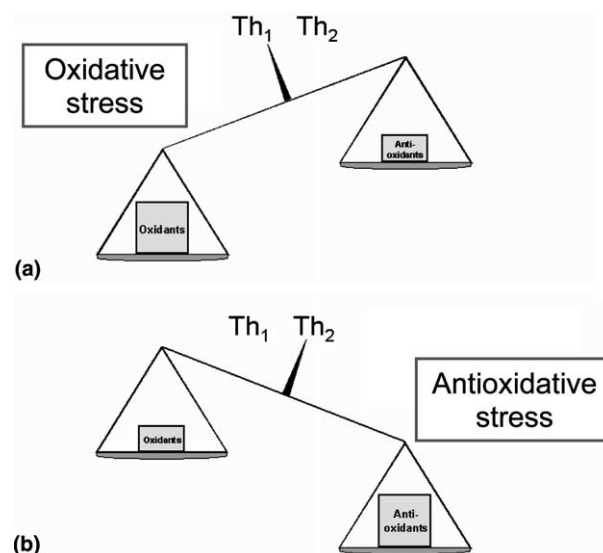 Th₁ Th₂
Oxidative
stress
Anti-
oxidants
Oxidants
(a)
Th₁ Th₂
Antioxidative
stress
Oxidants
Anti-
oxidants
(b)